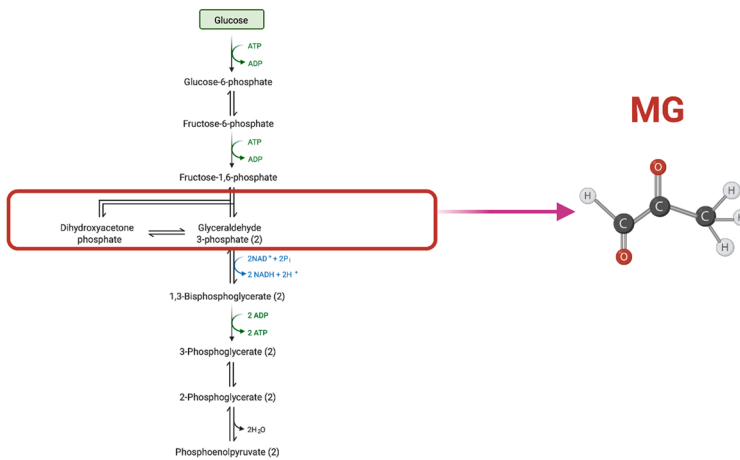 Glucose
ATP
ADP
Glucose-6-phosphate
Fructose-6-phosphate
ATP
ADP
Fructose-1,6-phosphate
Dihydroxyacetone
phosphate
Glyceraldehyde
3-phosphate (2)
2NAD⁺ + 2Pᵢ
2 NADH + 2H⁺
1,3-Bisphosphoglycerate (2)
2 ADP
2 ATP
3-Phosphoglycerate (2)
2-Phosphoglycerate (2)
2H₂O
Phosphoenolpyruvate (2)
MG
O
H
C
C
C
O
H
H
H